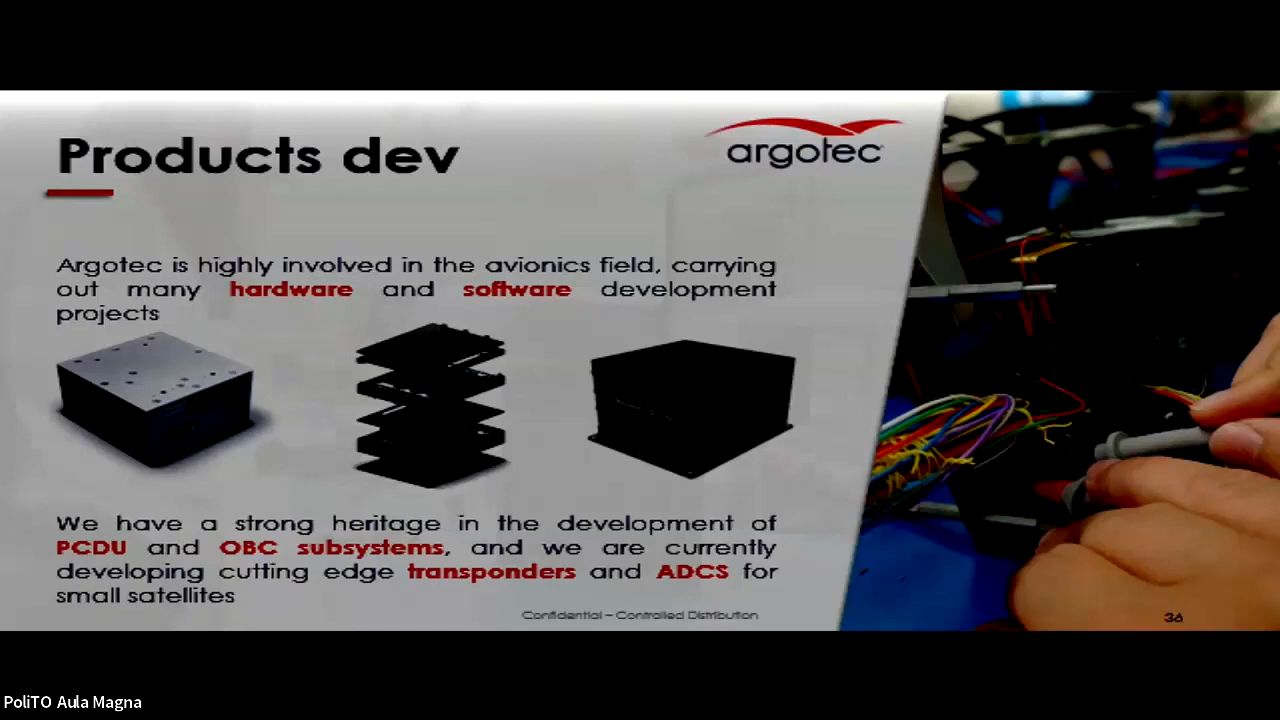 Products dev
argotec
Argotec is highly involved in the avionics field, carrying
out many hardware and software development
projects
We have a strong heritage in the development of
PCDU and OBC subsystems, and we are currently
developing cutting edge transponders and ADCS for
small satellites
Confidential – Controlled Distribution
36
PoliTO Aula Magna